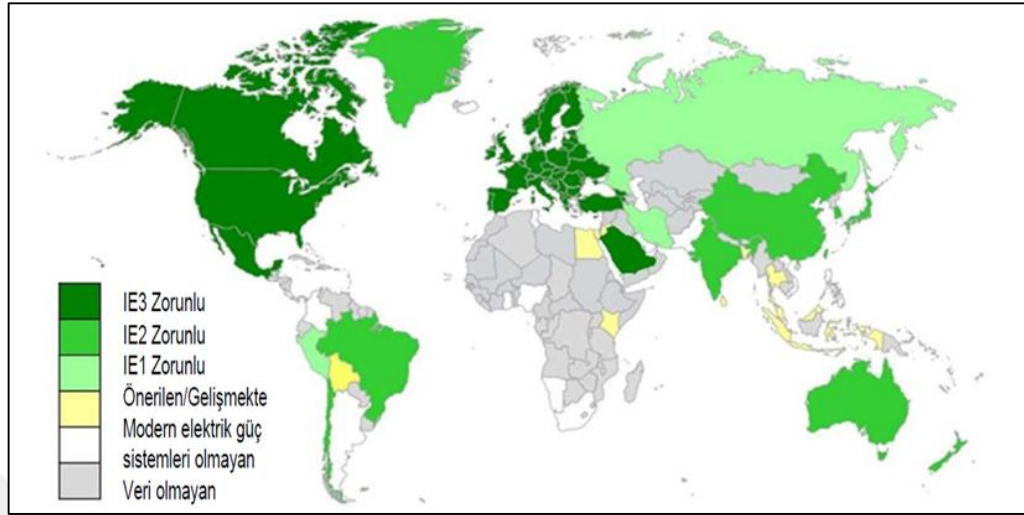 IE3 Zorunlu
IE2 Zorunlu
IE1 Zorunlu
Önerilen/Gelişmekte
Modern elektrik güç
sistemleri olmayan
Veri olmayan